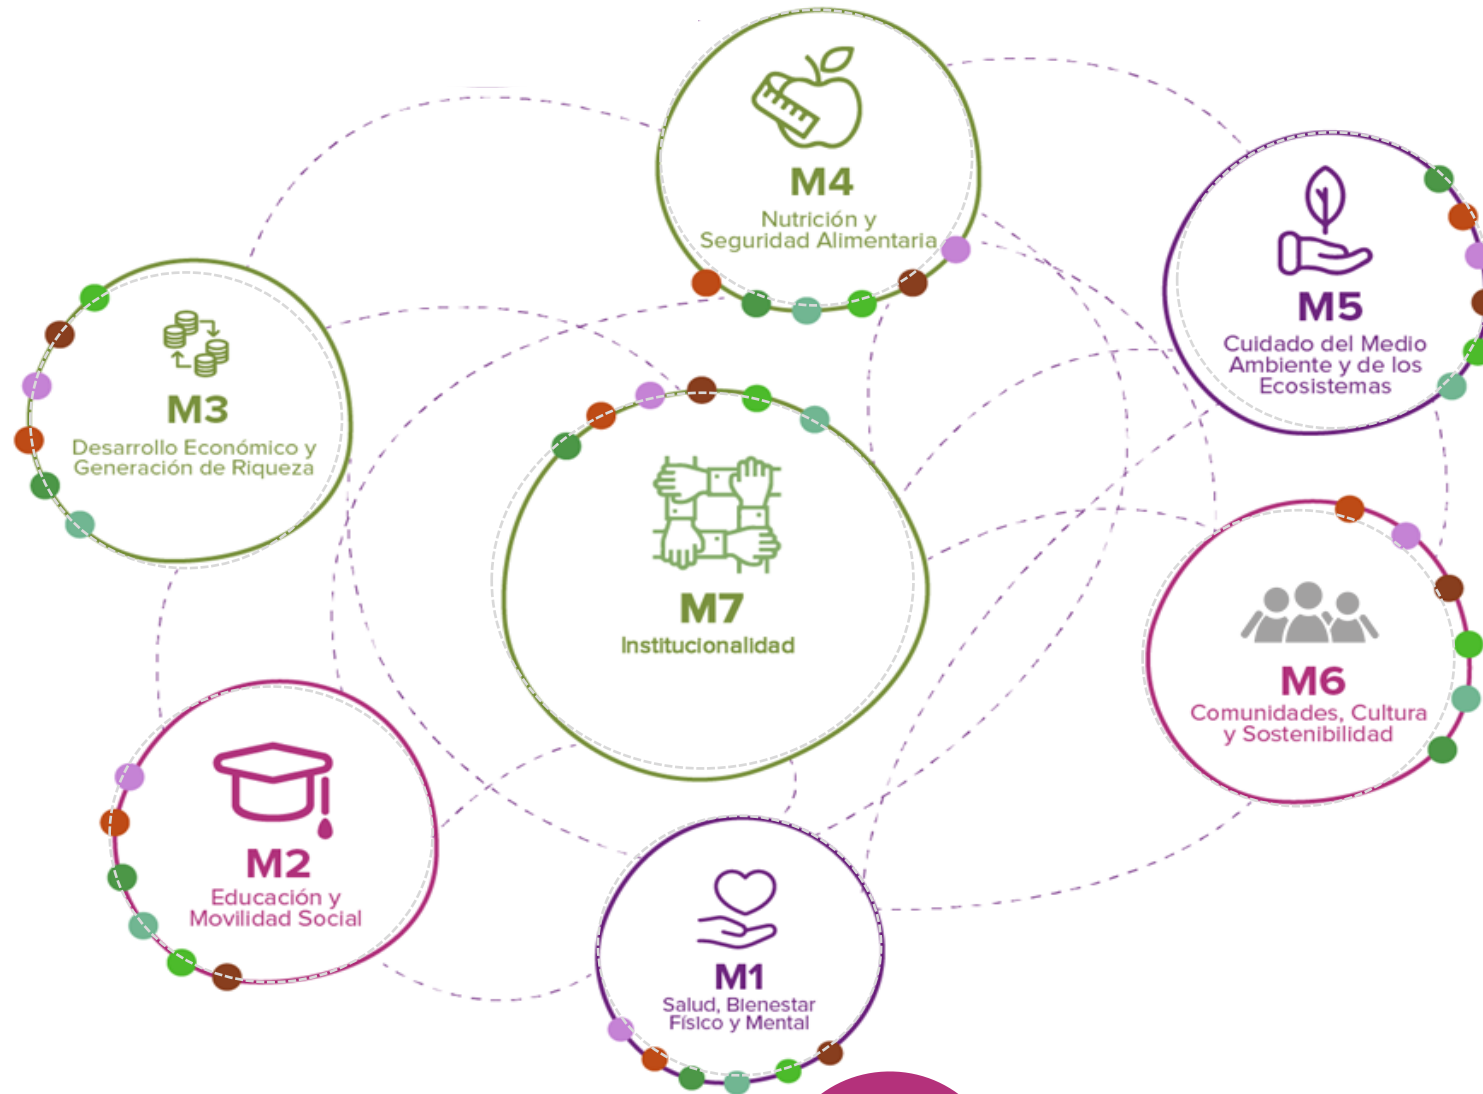 M4
Nutrición y
Seguridad Alimentaria
M5
Cuidado del Medio
Ambiente y de los
Ecosistemas
M3
Desarrollo Económico y
Generación de Riqueza
M7
Institucionalidad
M6
Comunidades, Cultura
y Sostenibilidad
M2
Educación y
Movilidad Social
M1
Salud, Bienestar
Físico y Mental